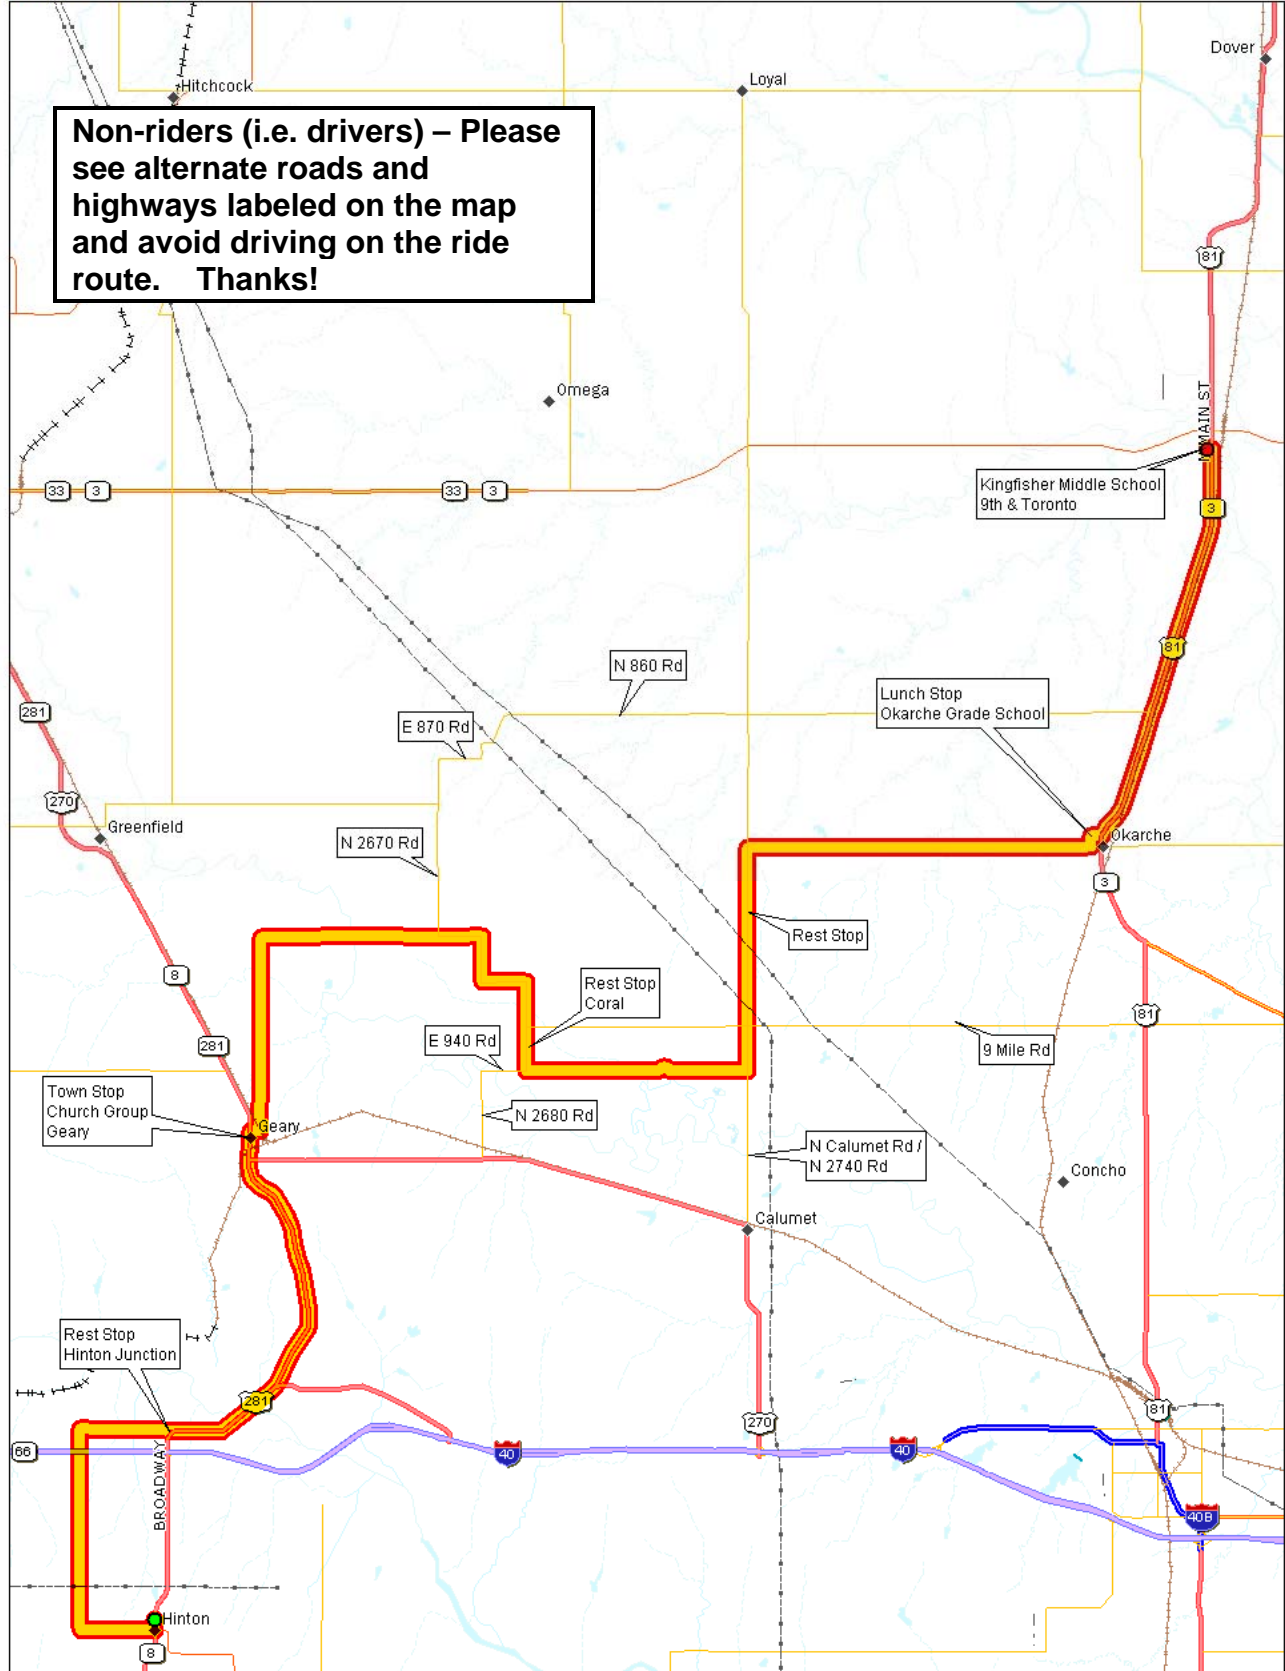 Dover
Hitchcock
Loyal
Non-riders (i.e. drivers) – Please
see alternate roads and
highways labeled on the map
and avoid driving on the ride
route. Thanks!
81
Omega
N MAIN ST
Kingfisher Middle School
9th & Toronto
33
3
33
3
3
81
N 860 Rd
Lunch Stop
Okarche Grade School
281
E 870 Rd
270
Greenfield
N 2670 Rd
Okarche
3
Rest Stop
8
Rest Stop
Coral
81
281
E 940 Rd
9 Mile Rd
Town Stop
Church Group
Geary
Geary
N 2680 Rd
N Calumet Rd /
N 2740 Rd
Concho
Calumet
Rest Stop
Hinton Junction
281
270
81
66
BROADWAY
40
40
40B
Hinton
8